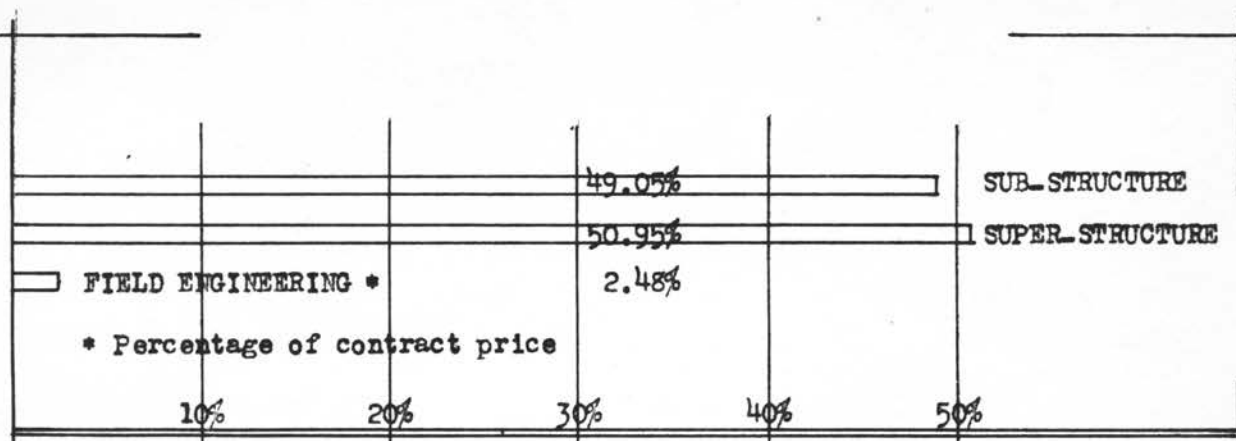 49.05% SUB-STRUCTURE
50.95% SUPER-STRUCTURE
FIELD ENGINEERING * 2.48%
* Percentage of contract price
10% 20% 30% 40% 50%